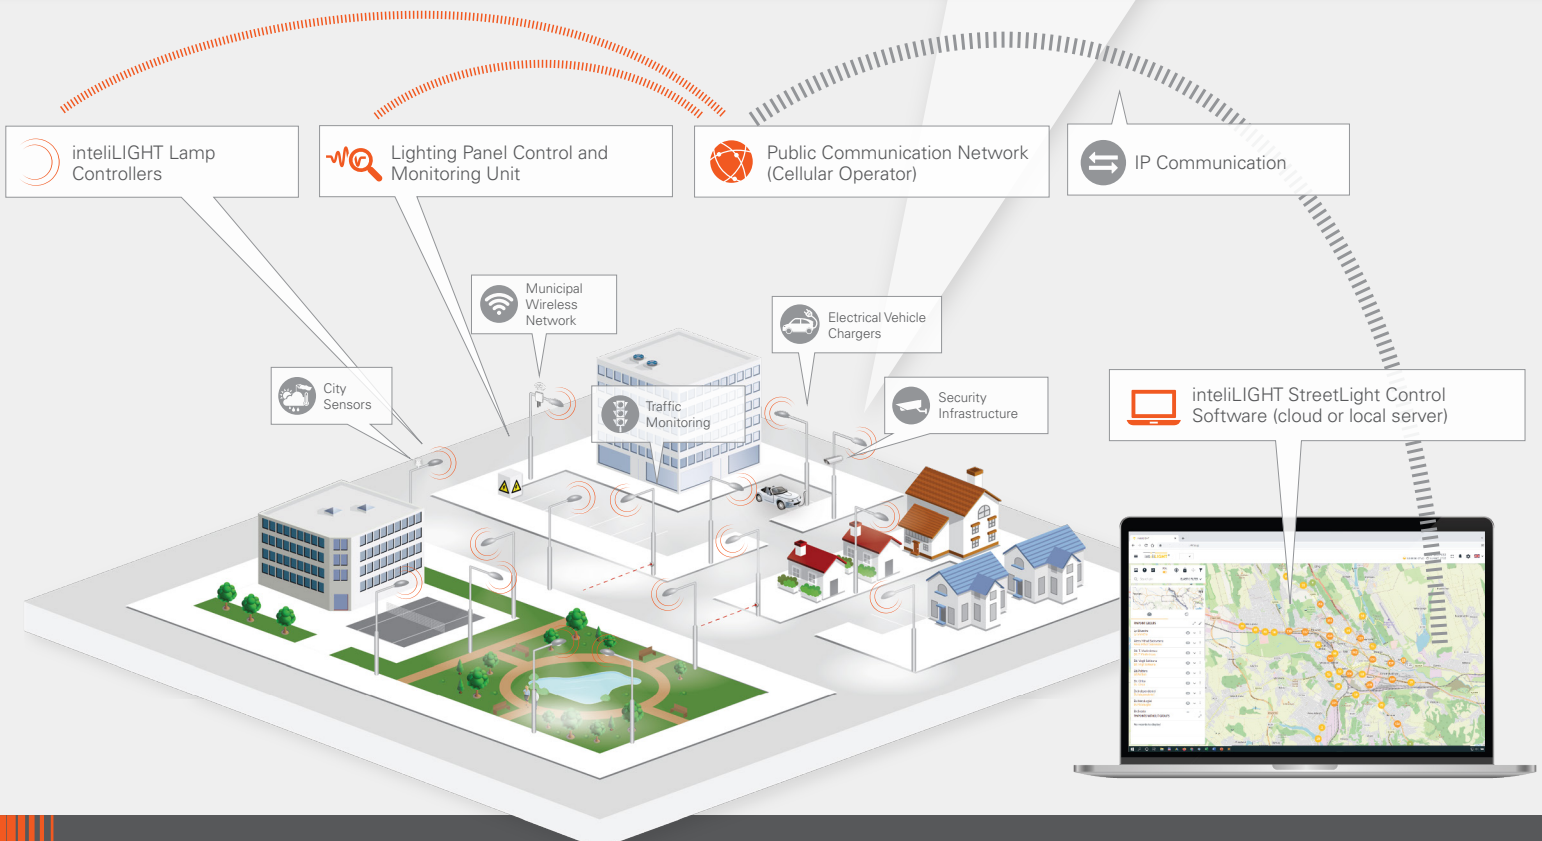 inteliLIGHT Lamp
Controllers
Lighting Panel Control and
Monitoring Unit
Public Communication Network
(Cellular Operator)
IP Communication
Municipal
Wireless
Network
Electrical Vehicle
Chargers
City
Sensors
Traffic
Monitoring
Security
Infrastructure
inteliLIGHT StreetLight Control
Software (cloud or local server)